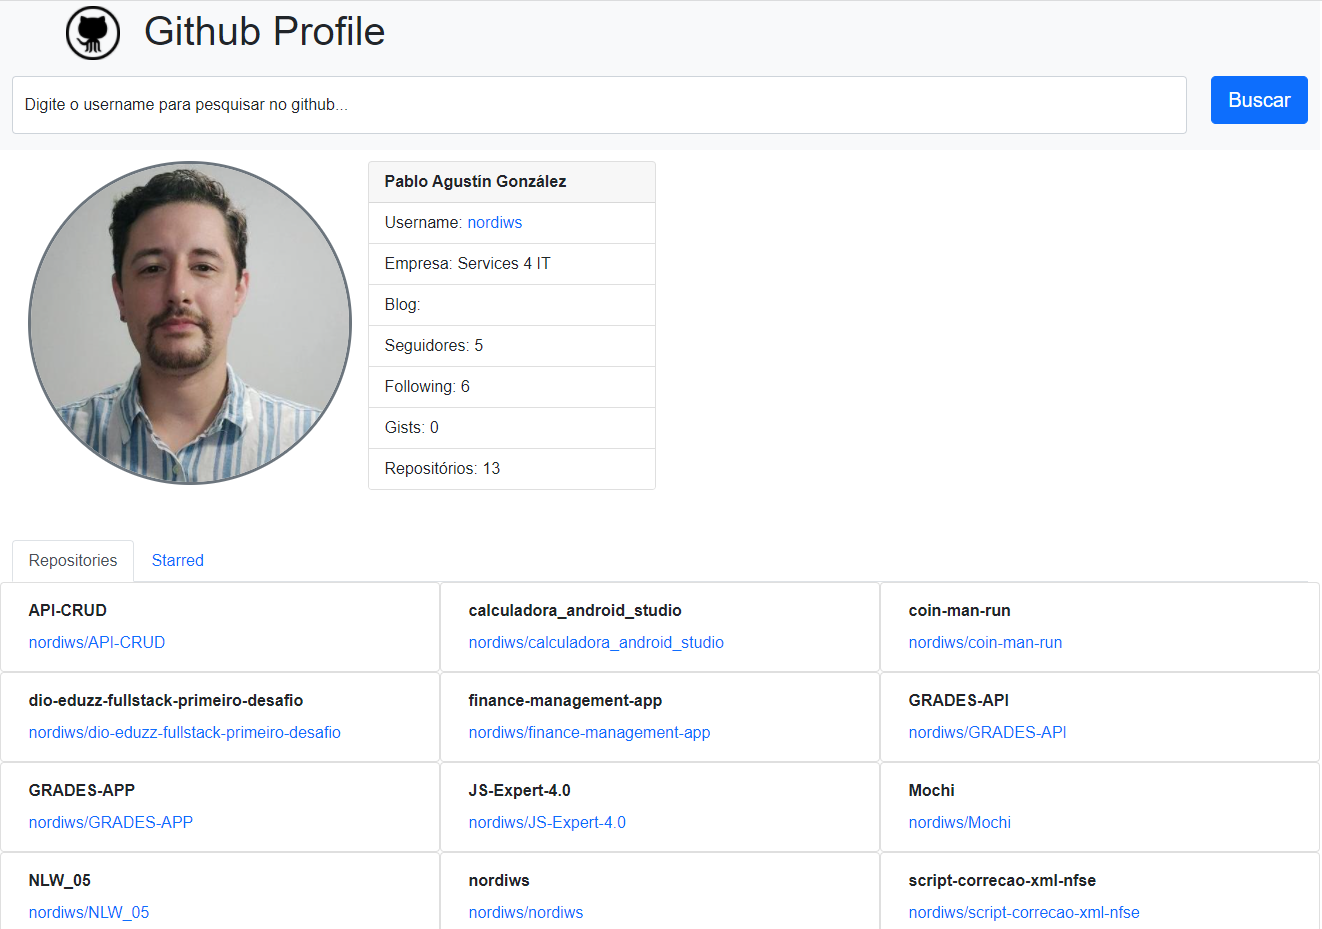 Github Profile
Digite o username para pesquisar no github...
Buscar
Pablo Agustín González
Username: nordiws
Empresa: Services 4 IT
Blog:
Seguidores: 5
Following: 6
Gists: 0
Repositórios: 13
Repositories
Starred
API-CRUD
nordiws/API-CRUD
calculadora_android_studio
nordiws/calculadora_android_studio
coin-man-run
nordiws/coin-man-run
dio-eduzz-fullstack-primeiro-desafio
nordiws/dio-eduzz-fullstack-primeiro-desafio
finance-management-app
nordiws/finance-management-app
GRADES-API
nordiws/GRADES-API
GRADES-APP
nordiws/GRADES-APP
JS-Expert-4.0
nordiws/JS-Expert-4.0
Mochi
nordiws/Mochi
NLW_05
nordiws/NLW_05
nordiws
nordiws/nordiws
script-correcao-xml-nfse
nordiws/script-correcao-xml-nfse